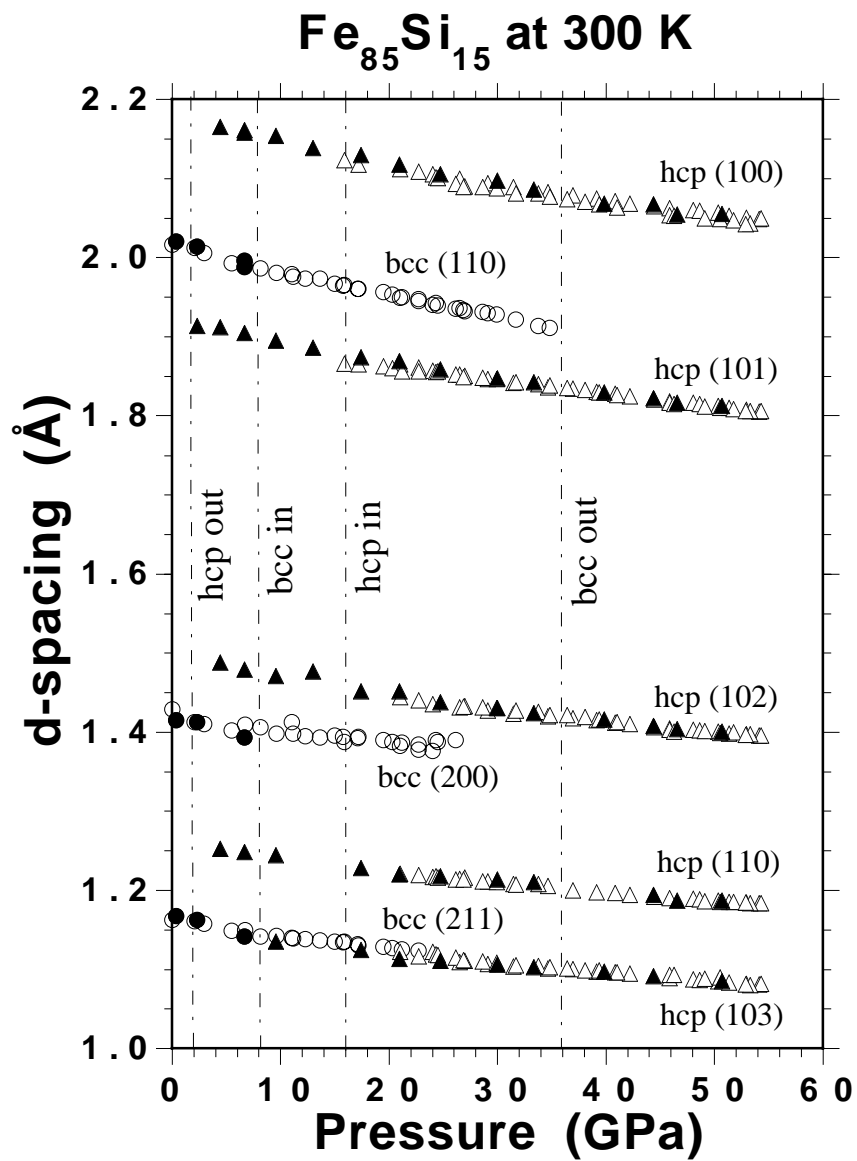 Fe₈₅Si₁₅ at 300 K
2.2
2.0
1.8
1.6
1.4
1.2
1.0
d-spacing (Å)
hcp (100)
bcc (110)
hcp (101)
hcp out
bcc in
hcp in
bcc out
hcp (102)
bcc (200)
hcp (110)
bcc (211)
hcp (103)
0 10 20 30 40 50 60
Pressure (GPa)